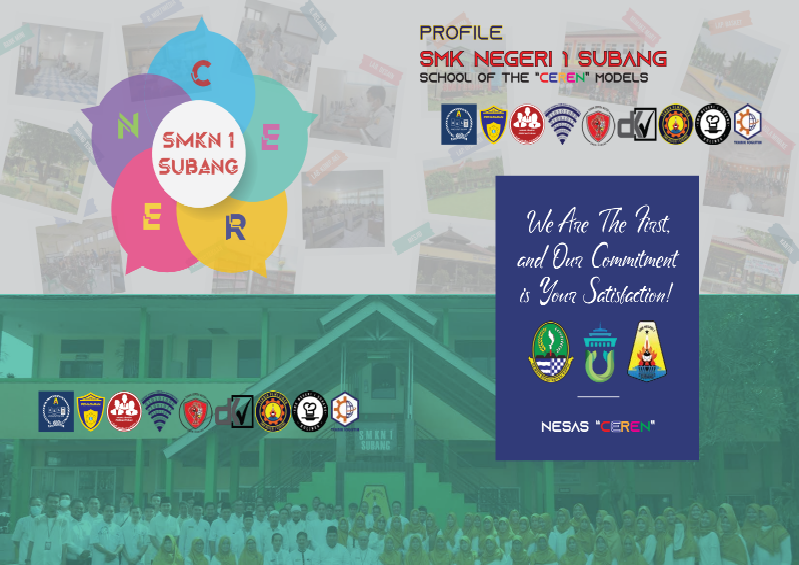 PROFILE
SMK NEGERI 1 SUBANG
SCHOOL OF THE "CEREN" MODELS
C
E
R
E
N
SMKN 1
SUBANG
We Are The First,
and Our Commitment
is Your Satisfaction!
NESAS "CEREN"
SMKN 1
SUBANG